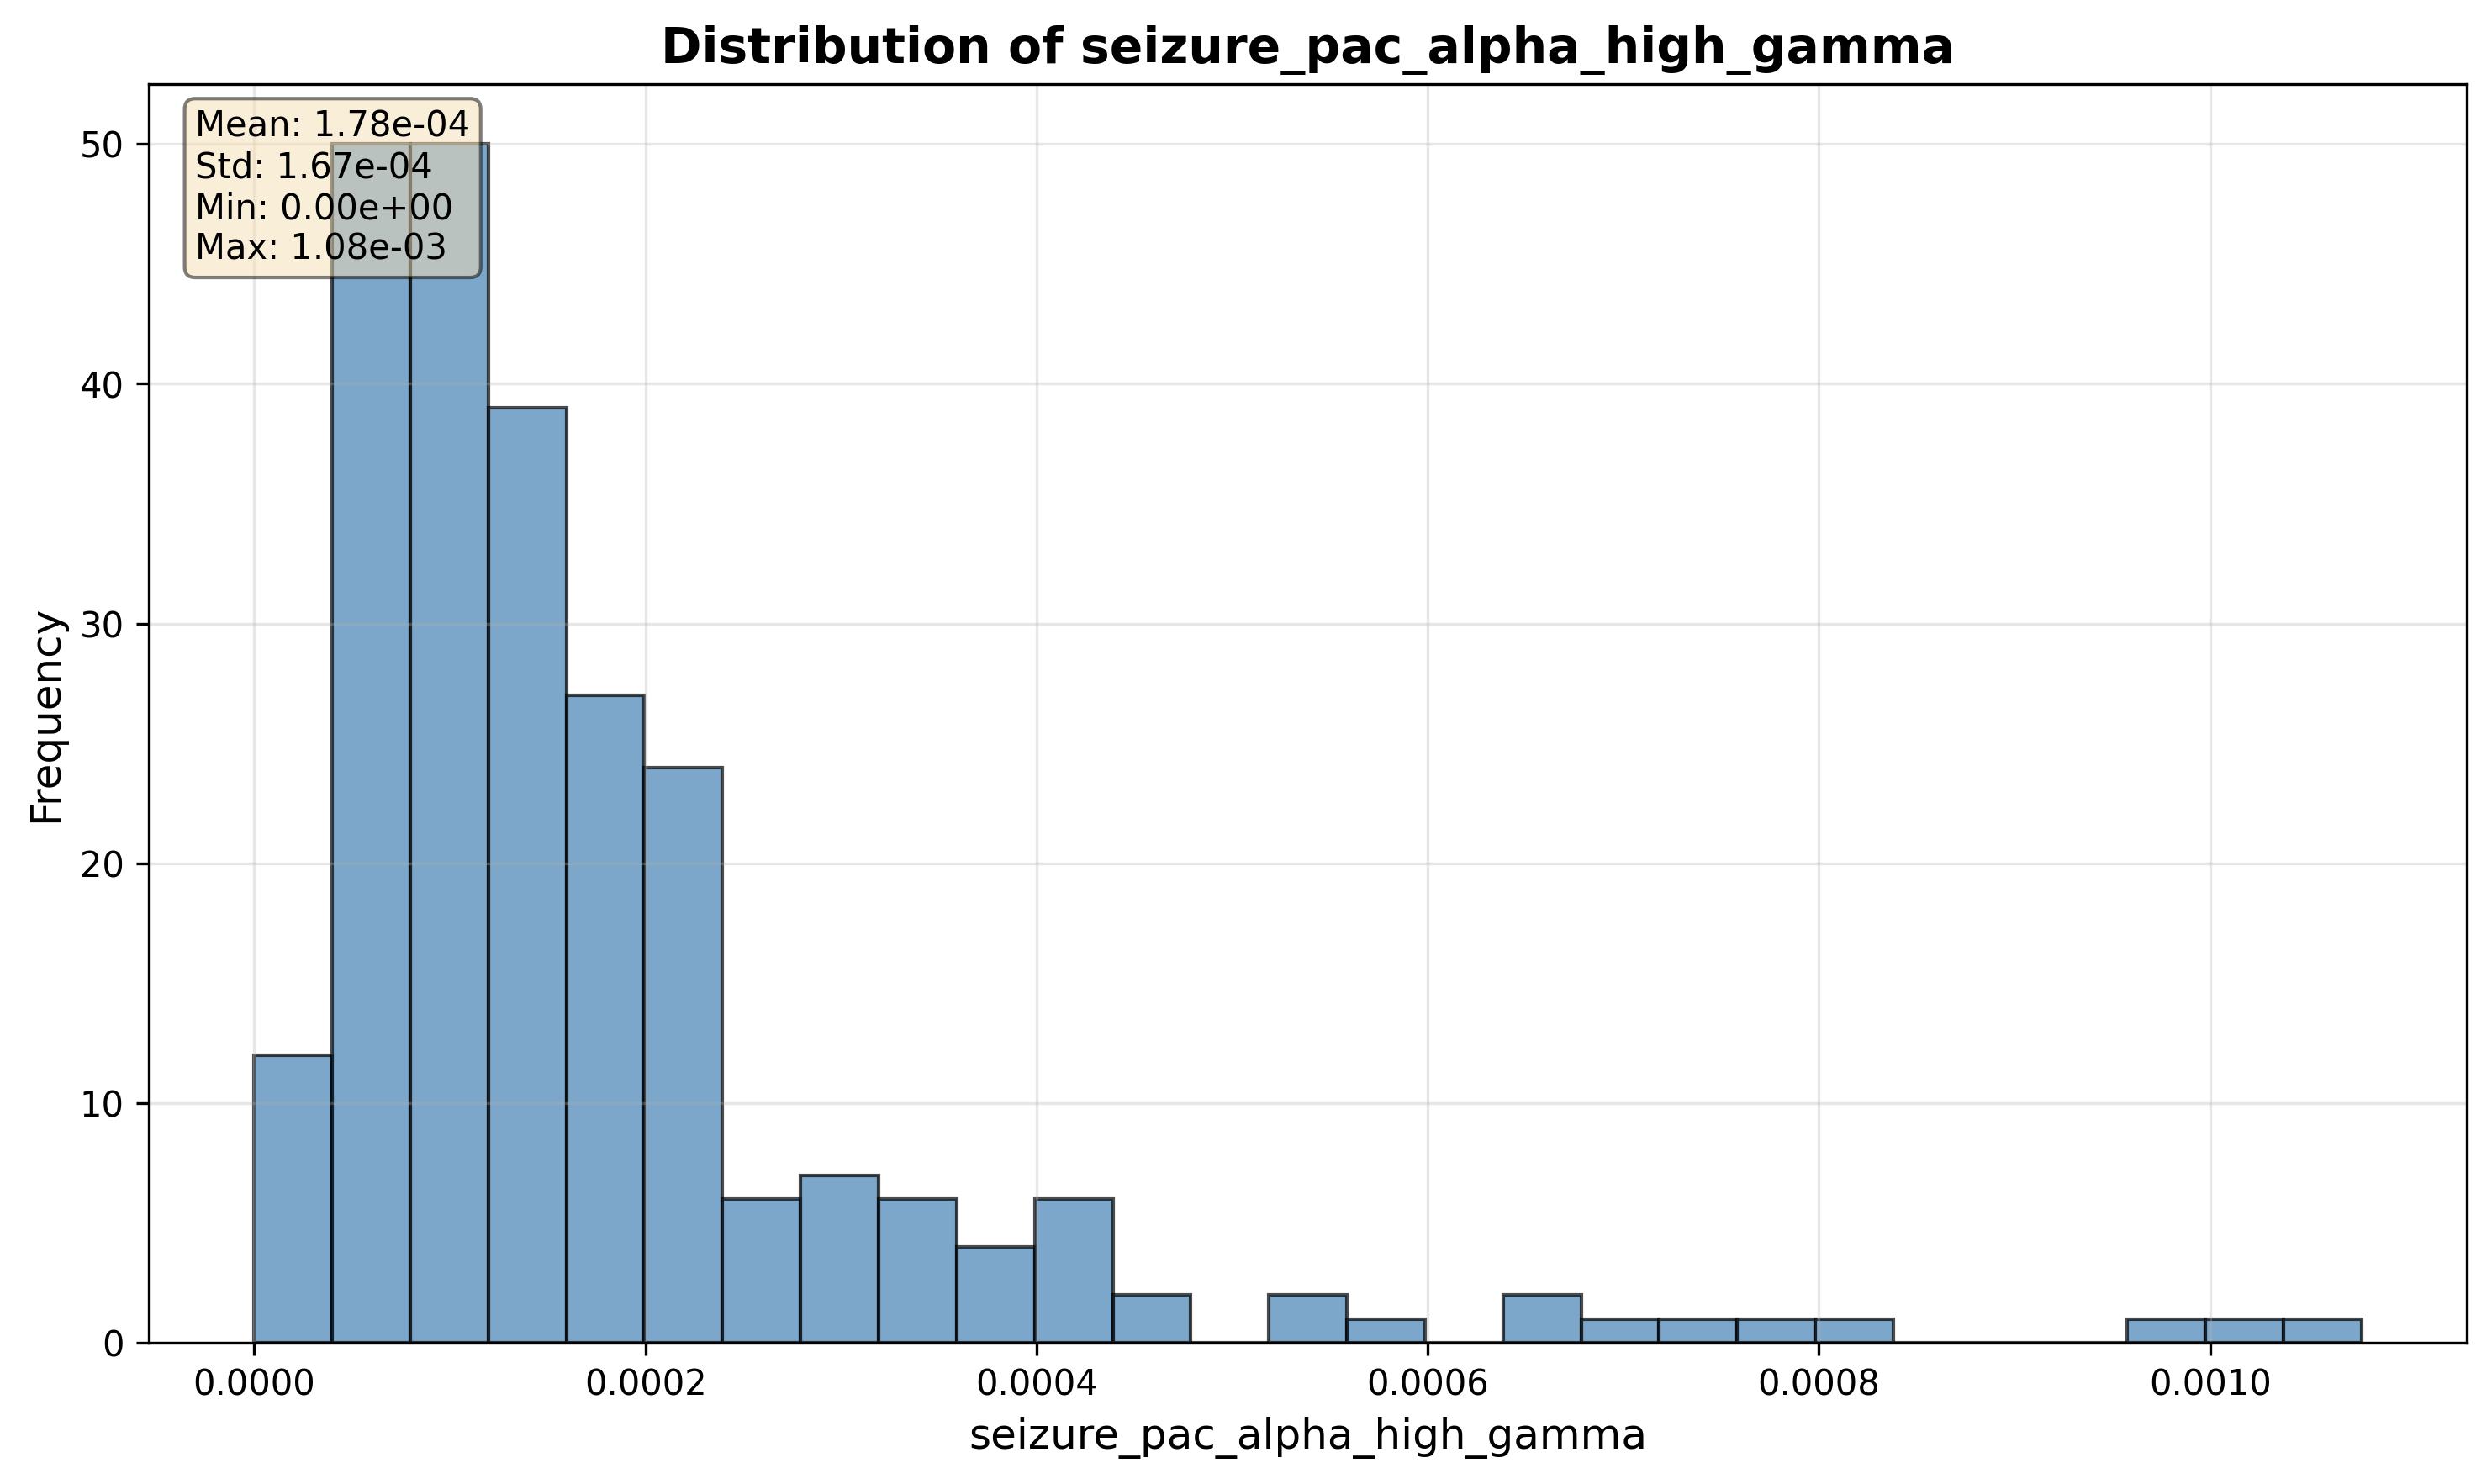 Distribution of seizure_pac_alpha_high_gamma
Mean: 1.78e-04
Std: 1.67e-04
Min: 0.00e+00
Max: 1.08e-03
50
40
30
20
10
0
Frequency
0.0000 0.0002 0.0004 0.0006 0.0008 0.0010
seizure_pac_alpha_high_gamma